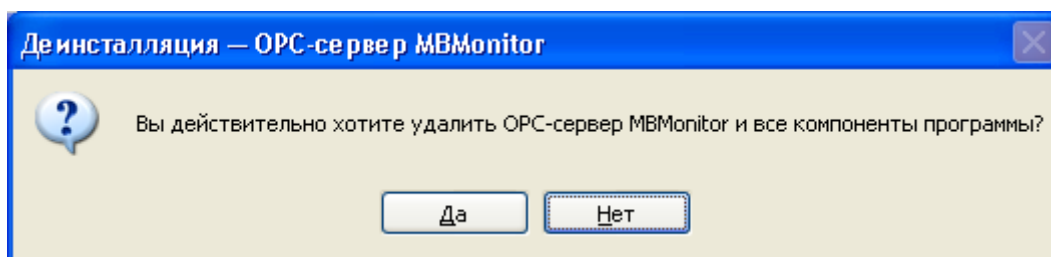 Деинсталляция — OPC-сервер MBMonitor
Вы действительно хотите удалить OPC-сервер MBMonitor и все компоненты программы?
Да
Нет